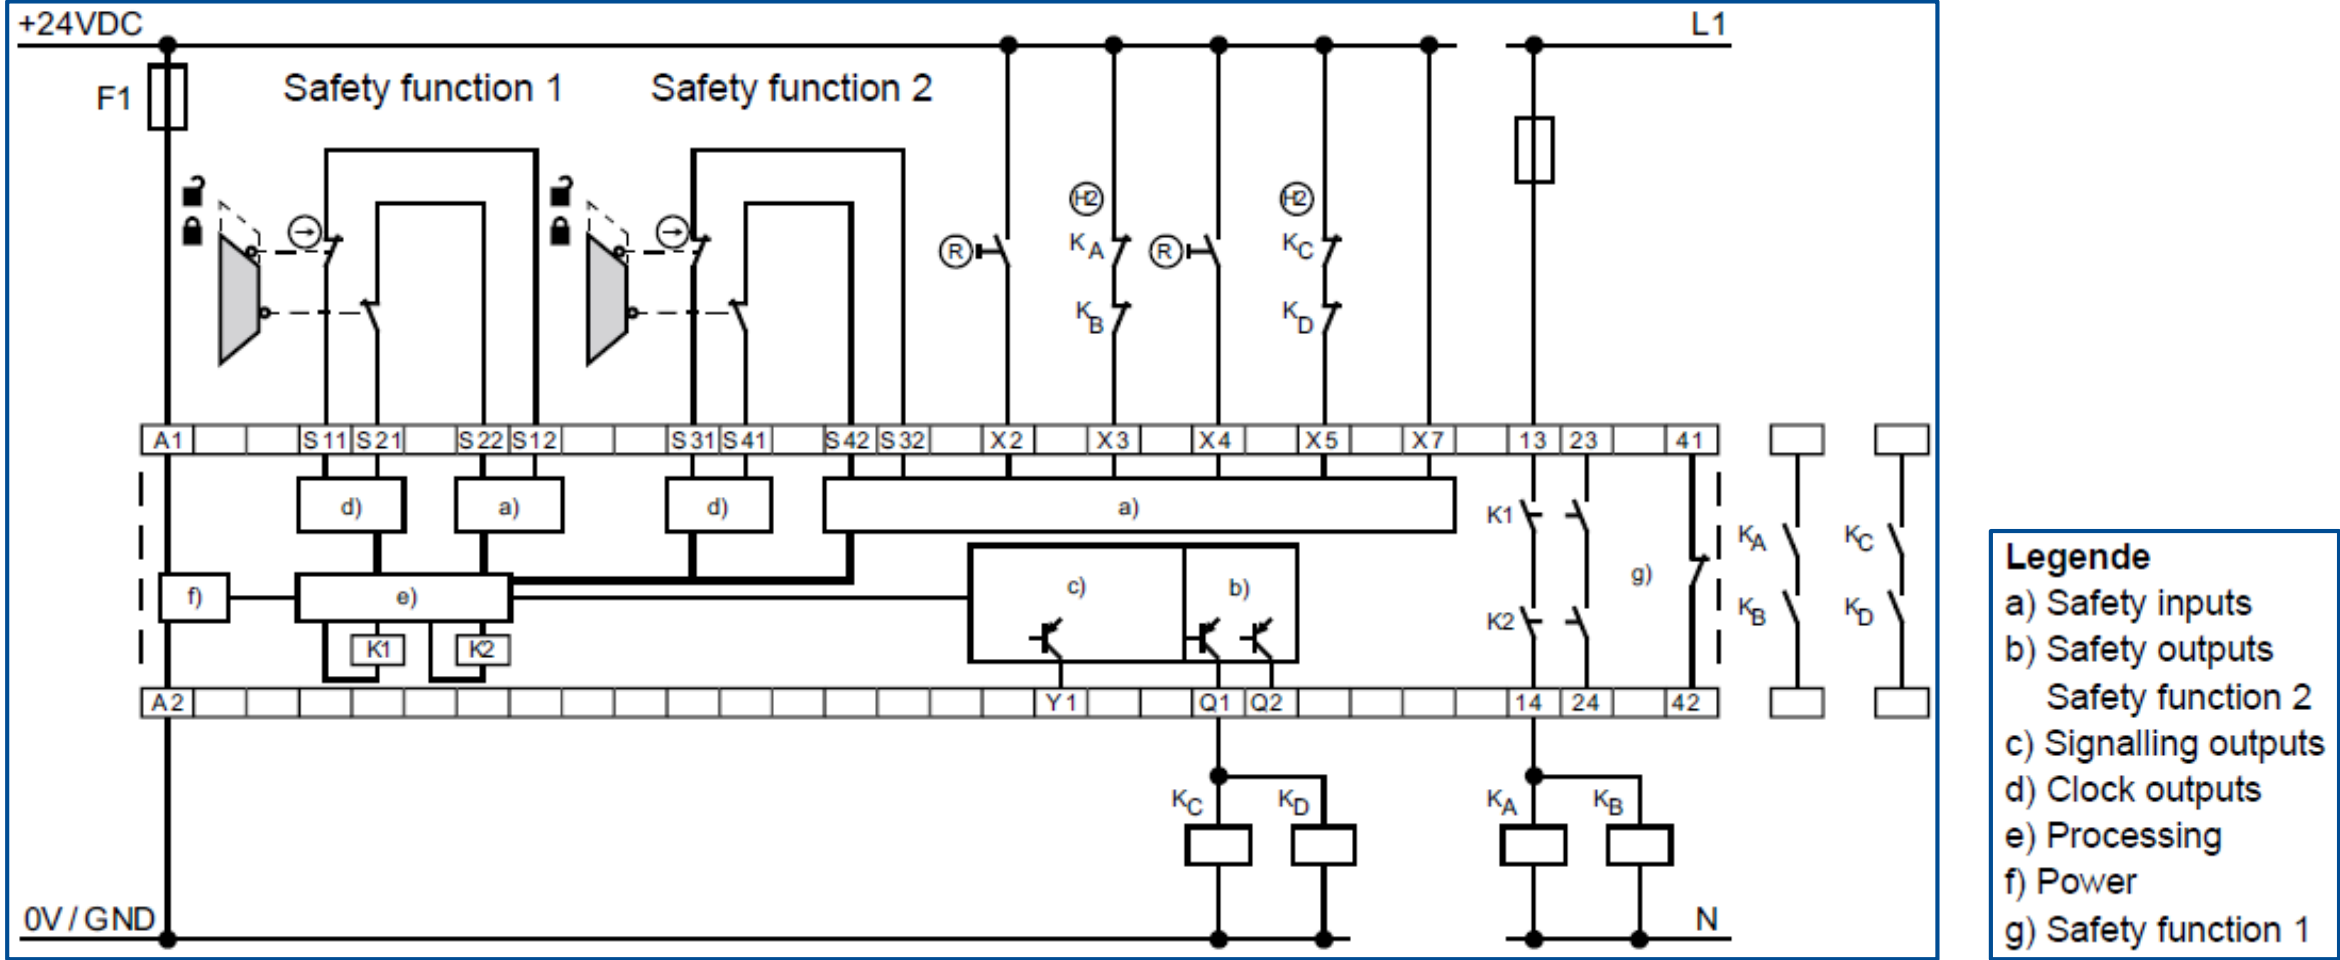 +24VDC
L1
F1
Safety function 1
Safety function 2
H2
H2
R
KA
R
KC
KB
KD
A1
S11
S21
S22
S12
S31
S41
S42
S32
X2
X3
X4
X5
X7
13
23
41
d)
a)
d)
a)
K1
KA
KC
f)
e)
c)
b)
g)
K1
K2
K2
KB
KD
A2
Y1
Q1
Q2
14
24
42
KC
KD
KA
KB
0V/GND
N
Legende
a) Safety inputs
b) Safety outputs
Safety function 2
c) Signalling outputs
d) Clock outputs
e) Processing
f) Power
g) Safety function 1